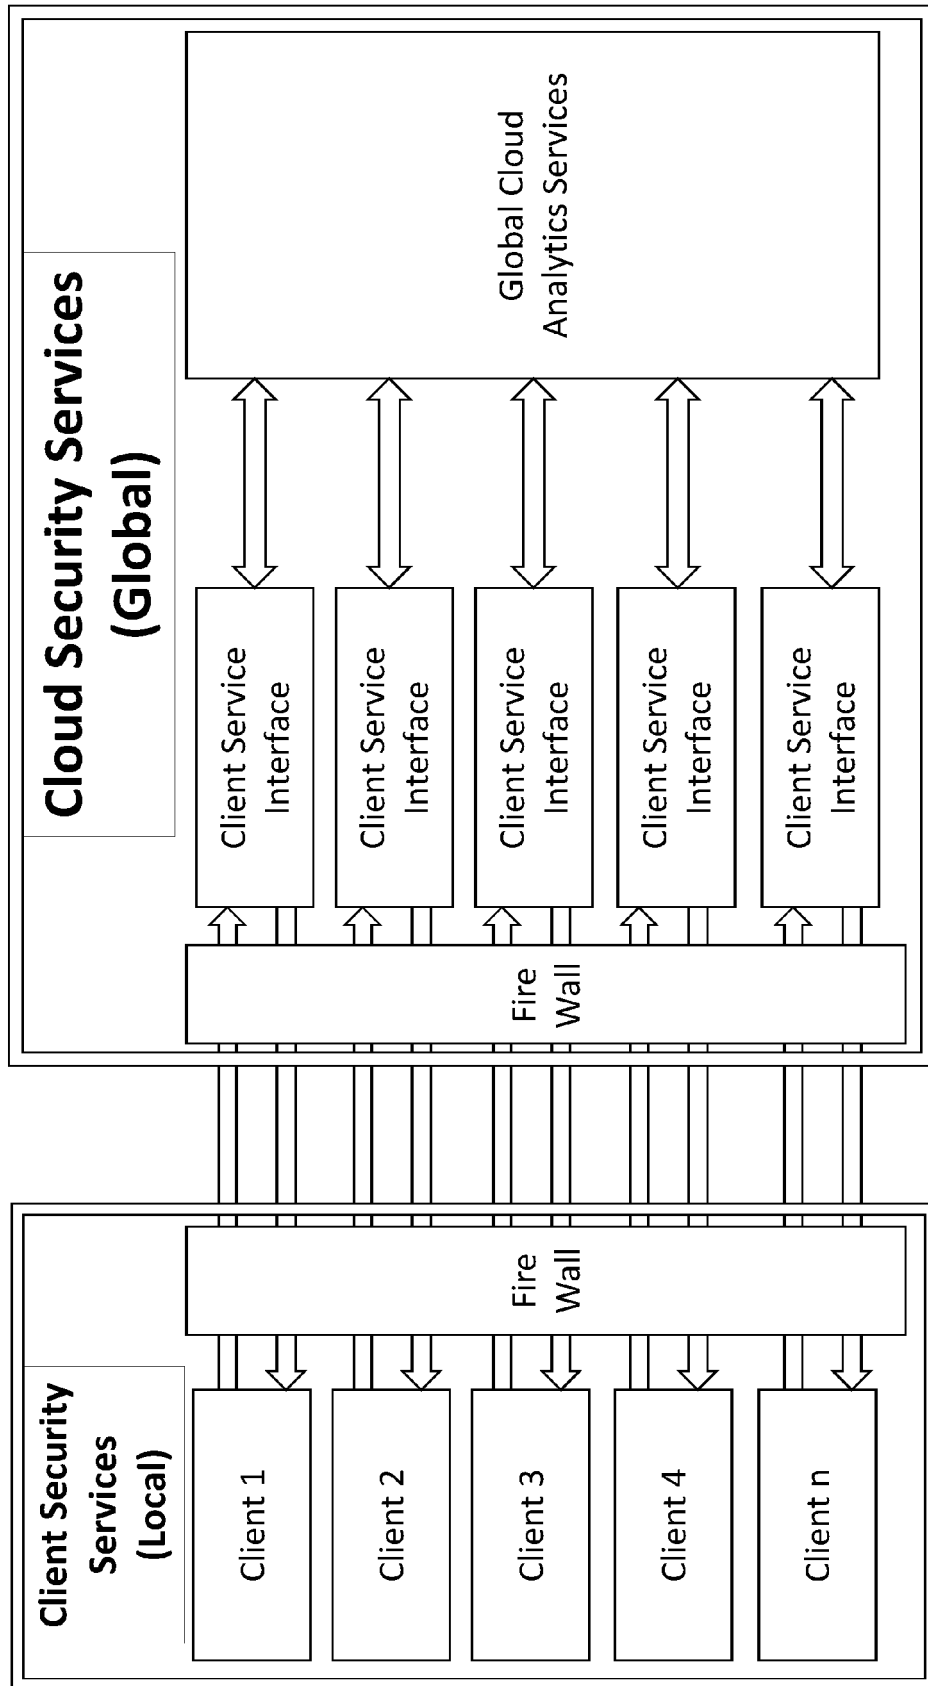 Client Security
Services
(Local)
Client 1
Client 2
Client 3
Client 4
Client n
Fire
Wall
Cloud Security Services
(Global)
Fire
Wall
Client Service
Interface
Client Service
Interface
Client Service
Interface
Client Service
Interface
Client Service
Interface
Global Cloud
Analytics Services